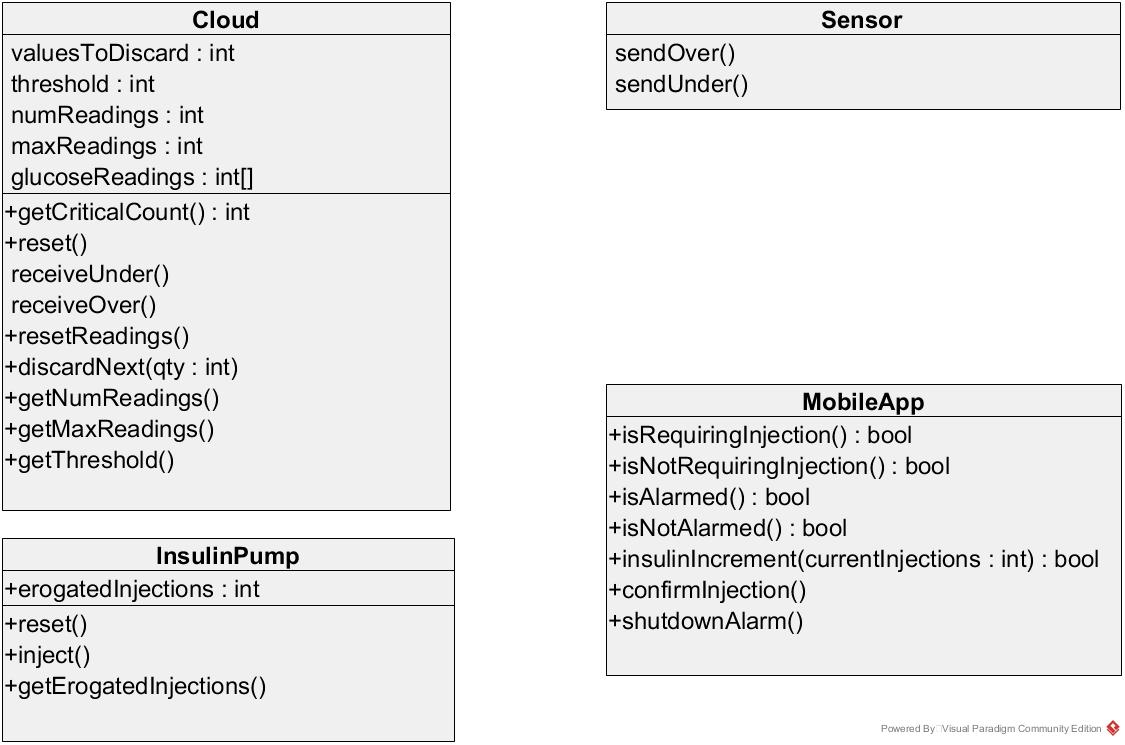 Cloud
valuesToDiscard : int
threshold : int
numReadings : int
maxReadings : int
glucoseReadings : int[]
+getCriticalCount() : int
+reset()
receiveUnder()
receiveOver()
+resetReadings()
+discardNext(qty : int)
+getNumReadings()
+getMaxReadings()
+getThreshold()
InsulinPump
+erogatedInjections : int
+reset()
+inject()
+getErogatedInjections()
Sensor
sendOver()
sendUnder()
MobileApp
+isRequiringInjection() : bool
+isNotRequiringInjection() : bool
+isAlarmed() : bool
+isNotAlarmed() : bool
+insulinIncrement(currentInjections : int) : bool
+confirmInjection()
+shutdownAlarm()
Powered By Visual Paradigm Community Edition